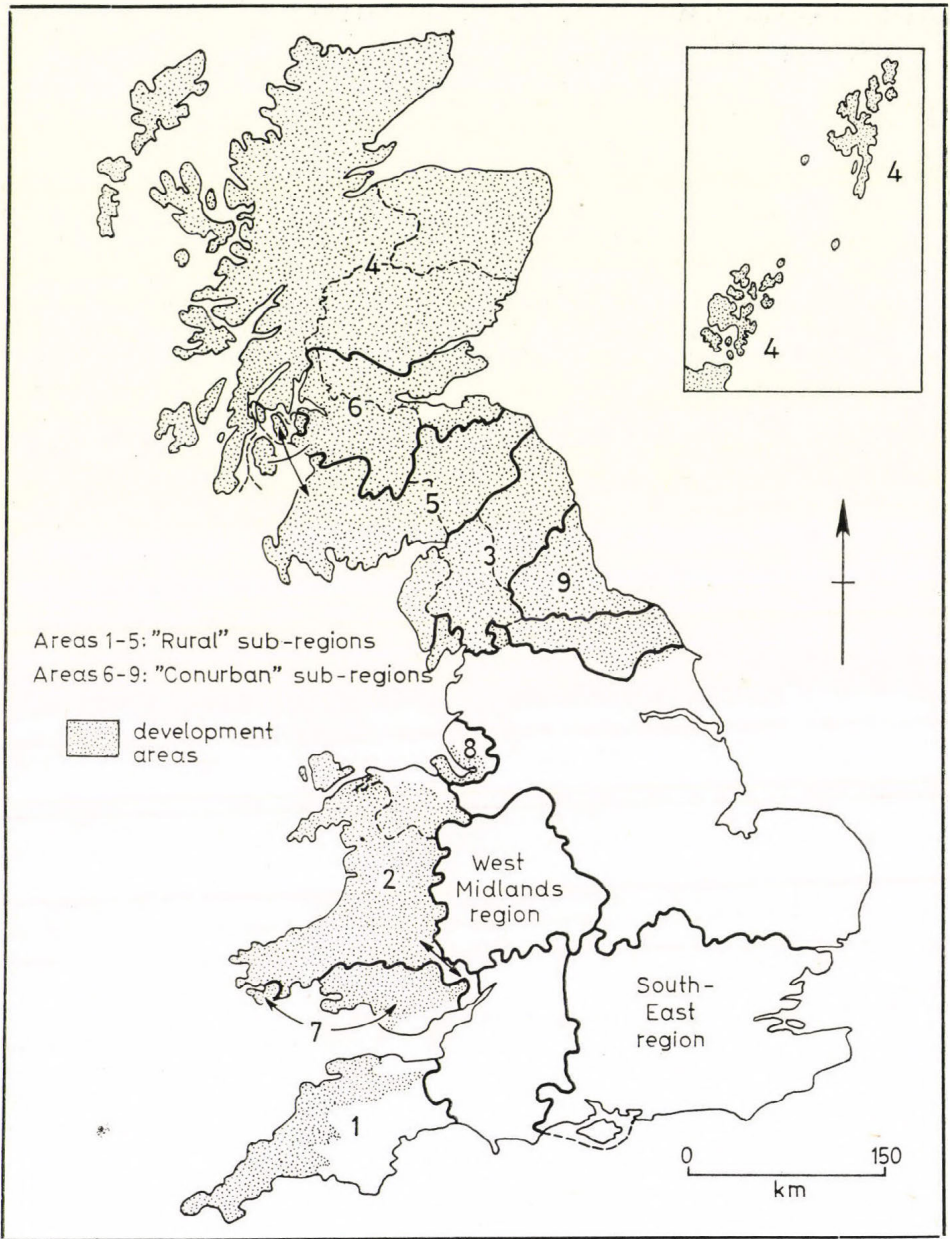 4
4
4
6
5
3
9
Areas 1-5: "Rural" sub-regions
Areas 6-9: "Conurban" sub-regions
development
areas
8
West
Midlands
region
2
South-
East
region
7
1
0 150
km